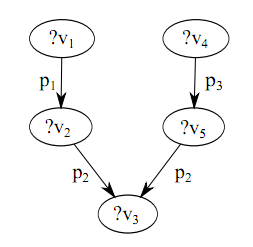 ?v₁ ?v₄
p₁ p₃
?v₂ ?v₅
p₂ p₂
?v₃